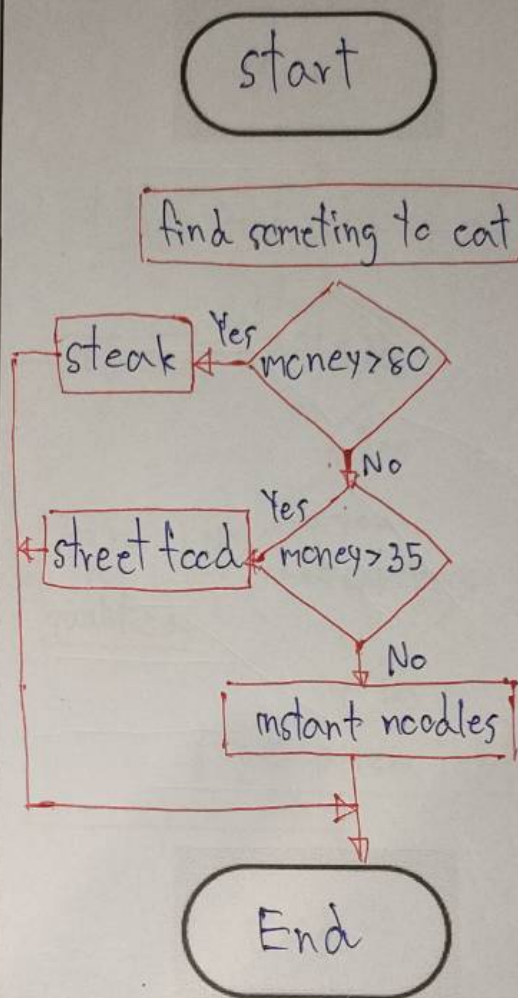 start
find someting to eat
Yes
steak
money>80
No
Yes
street food
money>35
No
instant noodles
End